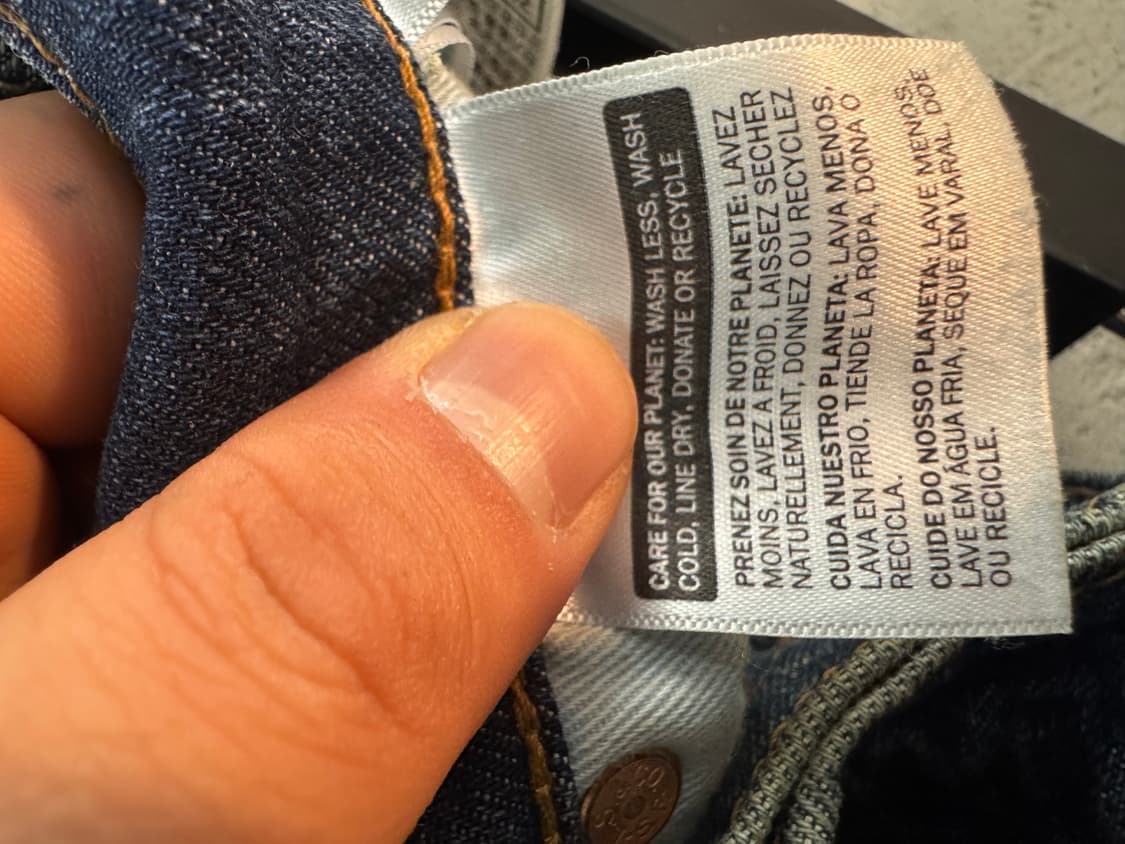 CARE FOR OUR PLANET: WASH LESS, WASH
COLD, LINE DRY, DONATE OR RECYCLE
PRENEZ SOIN DE NOTRE PLANETE: LAVEZ
MOINS, LAVEZ A FROID, LAISSEZ SECHER
NATURELLEMENT, DONNEZ OU RECYCLEZ
CUIDA NUESTRO PLANETA: LAVA MENOS,
LAVA EN FRIO, TIENDE LA ROPA, DONA O
RECICLA.
CUIDE DO NOSSO PLANETA: LAVE MENOS,
LAVE EM ÁGUA FRIA, SEQUE EM VARAL, DOE
OU RECICLE.